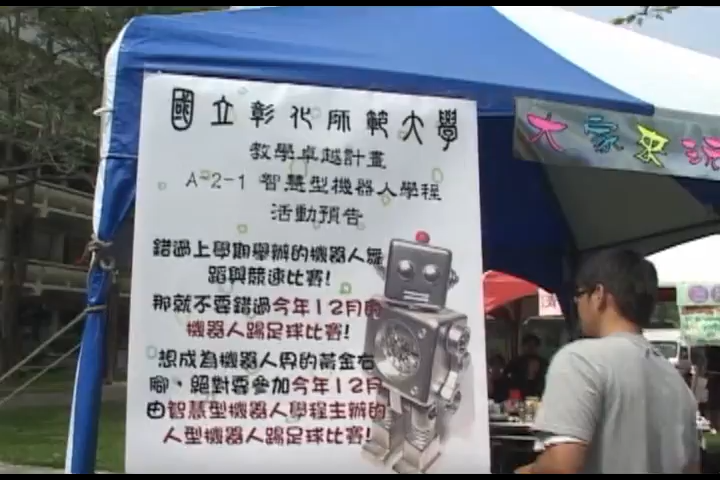 國立彰化師範大學
教學卓越計畫
A-2-1 智慧型機器人學程
活動預告
錯過上學期舉辦的機器人舞
蹈與競速比賽!
那就不要錯過今年12月的
機器人踢足球比賽!
想成為機器人界的黃金右
腳，絕對要參加今年12月
由智慧型機器人學程主辦的
人型機器人踢足球比賽!
大家來